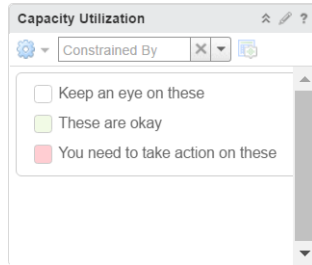 Capacity Utilization ?
Constrained By
Keep an eye on these
These are okay
You need to take action on these